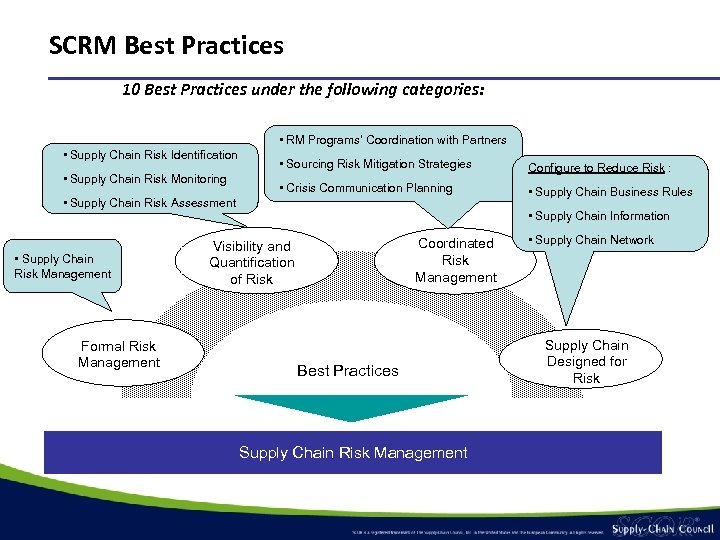 SCRM Best Practices
10 Best Practices under the following categories:
• RM Programs' Coordination with Partners
• Sourcing Risk Mitigation Strategies
• Crisis Communication Planning
• Supply Chain Risk Identification
• Supply Chain Risk Monitoring
• Supply Chain Risk Assessment
Configure to Reduce Risk :
• Supply Chain Business Rules
• Supply Chain Information
• Supply Chain Network
• Supply Chain
Risk Management
Visibility and
Quantification
of Risk
Coordinated
Risk
Management
Formal Risk
Management
Best Practices
Supply Chain
Designed for
Risk
Supply Chain Risk Management
Supply-Chain Council